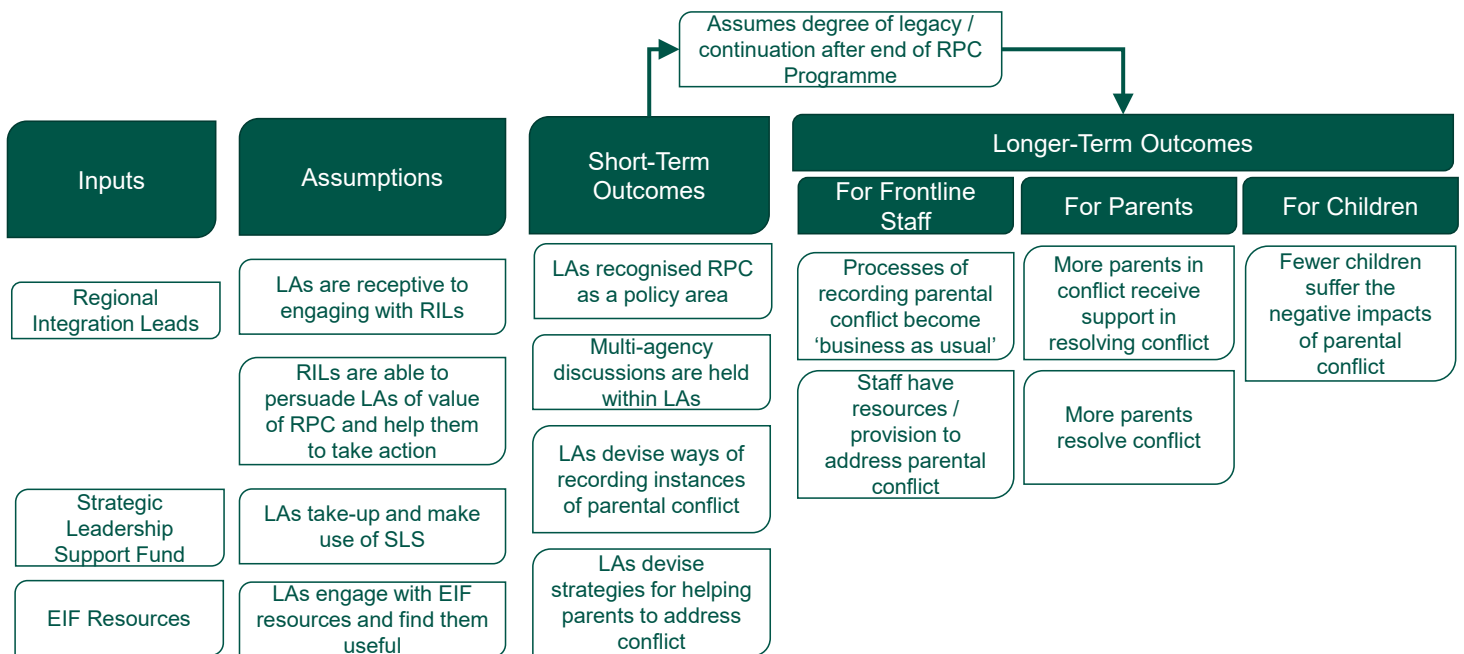 Assumes degree of legacy /
continuation after end of RPC
Programme
Inputs
Assumptions
Short-Term
Outcomes
Longer-Term Outcomes
For Frontline
Staff
For Parents
For Children
Regional
Integration Leads
Strategic
Leadership
Support Fund
EIF Resources
LAs are receptive to
engaging with RILs
RILs are able to
persuade LAs of value
of RPC and help them
to take action
LAs take-up and make
use of SLS
LAs engage with EIF
resources and find them
useful
LAs recognised RPC
as a policy area
Multi-agency
discussions are held
within LAs
LAs devise ways of
recording instances
of parental conflict
LAs devise
strategies for helping
parents to address
conflict
Processes of
recording parental
conflict become
‘business as usual’
Staff have
resources /
provision to
address parental
conflict
More parents in
conflict receive
support in
resolving conflict
More parents
resolve conflict
Fewer children
suffer the
negative impacts
of parental
conflict